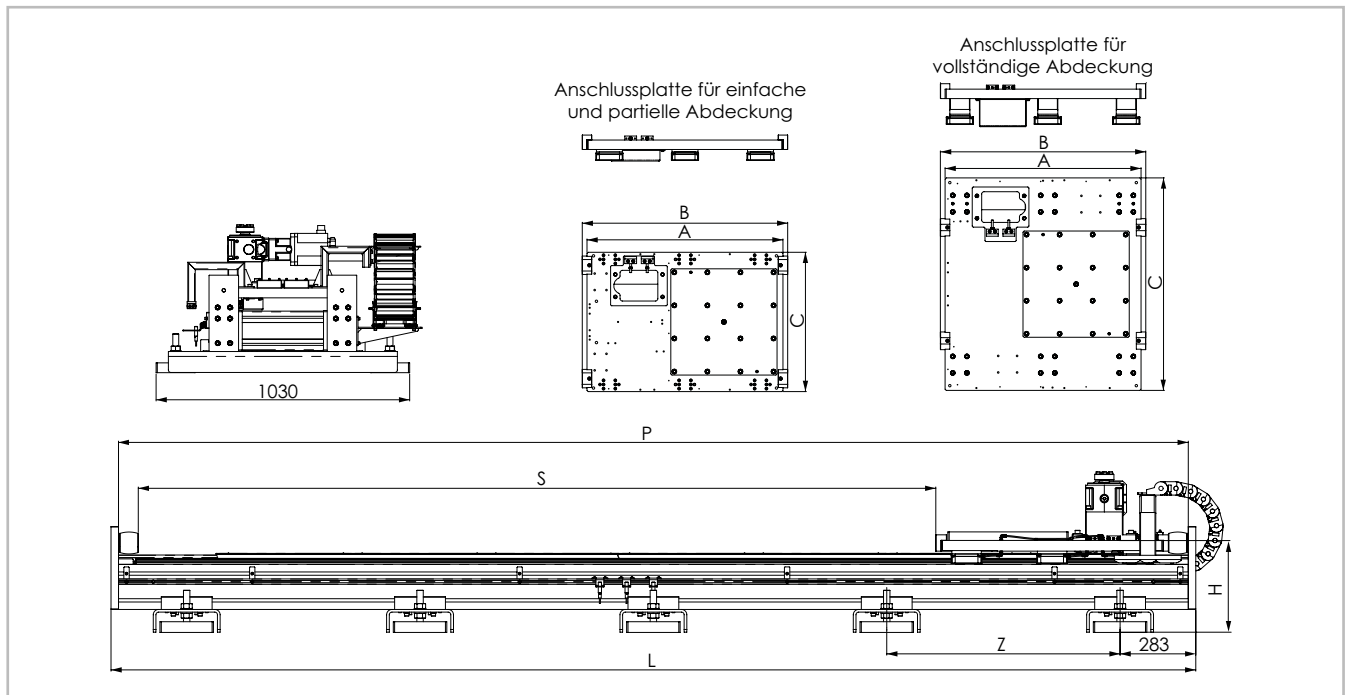 Anschlussplatte für
vollständige Abdeckung
Anschlussplatte für einfache
und partielle Abdeckung
B
A
C
B
A
C
1030
P
S
H
Z
283
L